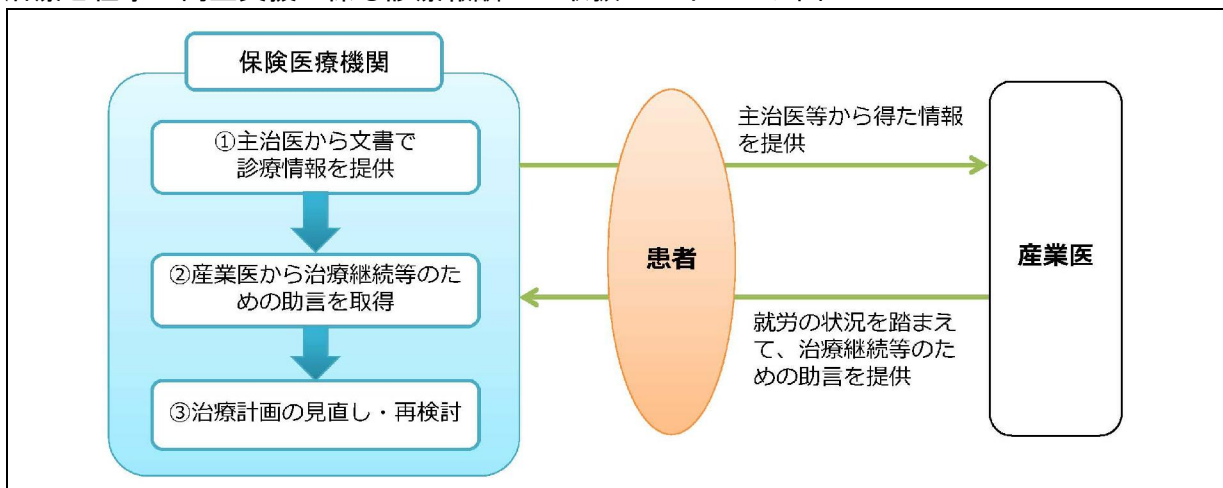 保険医療機関
①主治医から文書で
診療情報を提供
②産業医から治療継続等のた
めの助言を取得
③治療計画の見直し・再検討
患者
主治医等から得た情報
を提供
就労の状況を踏まえ
て、治療継続等のた
めの助言を提供
産業医